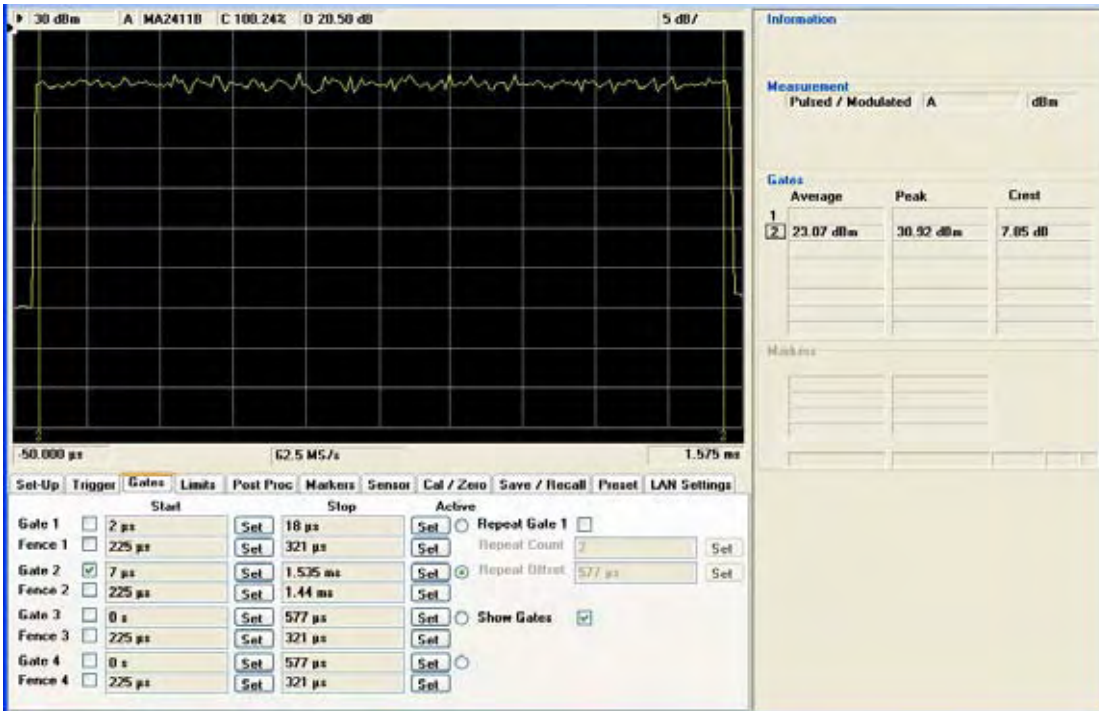 30 dBm A MA2411B C 100.24% O 20.50 dB 5 dB/
-50.000 µs 62.5 MS/s 1.575 ms
Set-Up Trigger Gates Limits Post Proc Markers Sensor Cal / Zero Save / Recall Preset LAN Settings
Start Stop Active
Gate 1 2 µs Set 18 µs Set Repeat Gate 1
Fence 1 225 µs Set 321 µs Set Repeat Count 2 Set
Gate 2 7 µs Set 1.535 ms Set Repeat Offset 577 µs Set
Fence 2 225 µs Set 1.44 ms Set
Gate 3 0 s Set 577 µs Set Show Gates
Fence 3 225 µs Set 321 µs Set
Gate 4 0 s Set 577 µs Set
Fence 4 225 µs Set 321 µs Set
Information
Measurement
Pulsed / Modulated A dBm
Gates
Average Peak Crest
1
2 23.07 dBm 30.92 dBm 7.85 dB
Markers
2 2